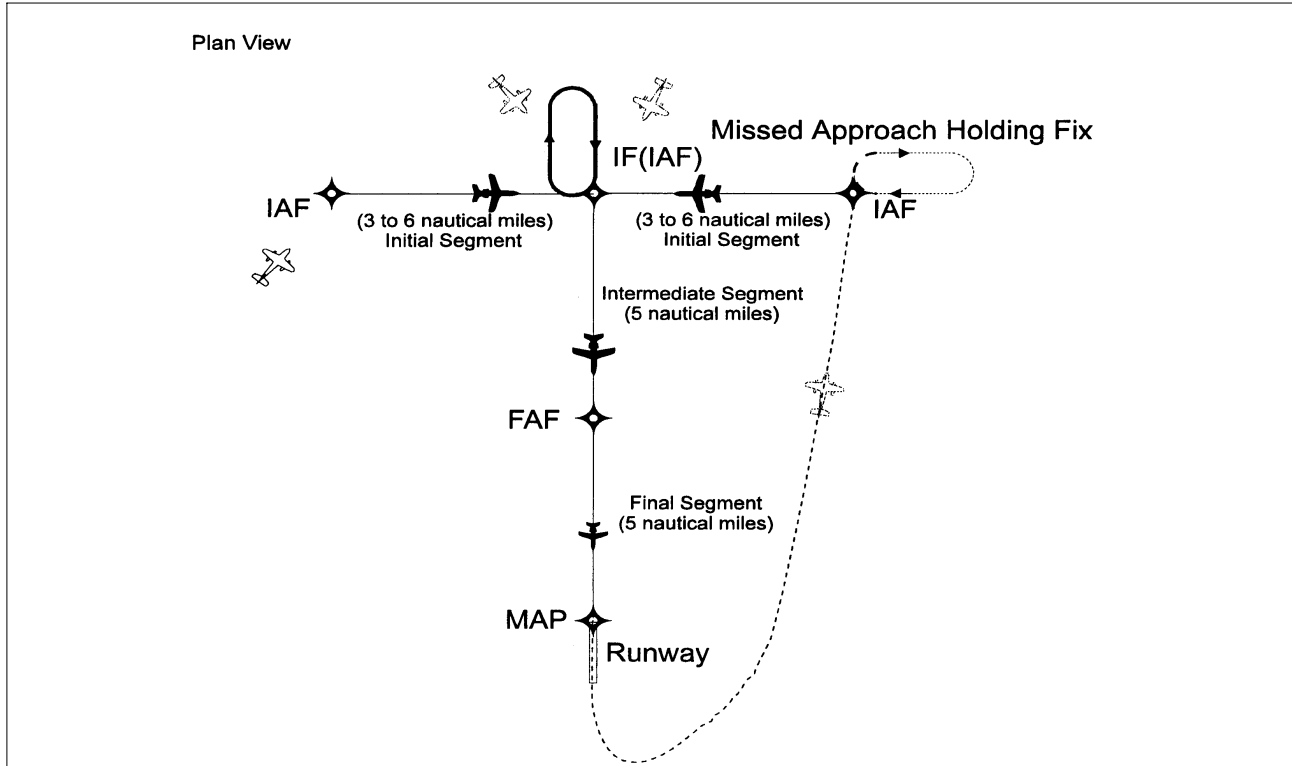 Plan View
Missed Approach Holding Fix
IF(IAF)
IAF
(3 to 6 nautical miles)
Initial Segment
(3 to 6 nautical miles)
Initial Segment
IAF
Intermediate Segment
(5 nautical miles)
FAF
Final Segment
(5 nautical miles)
MAP
Runway